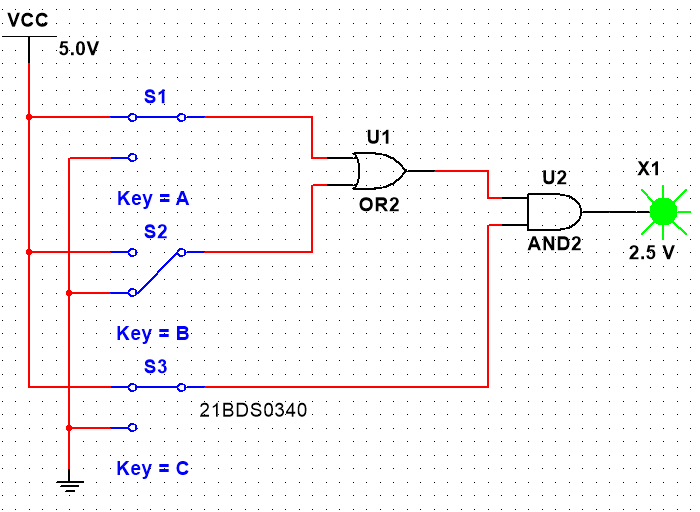 VCC
5.0V
S1
Key = A
U1
OR2
S2
Key = B
U2
AND2
X1
2.5 V
S3
21BDS0340
Key = C